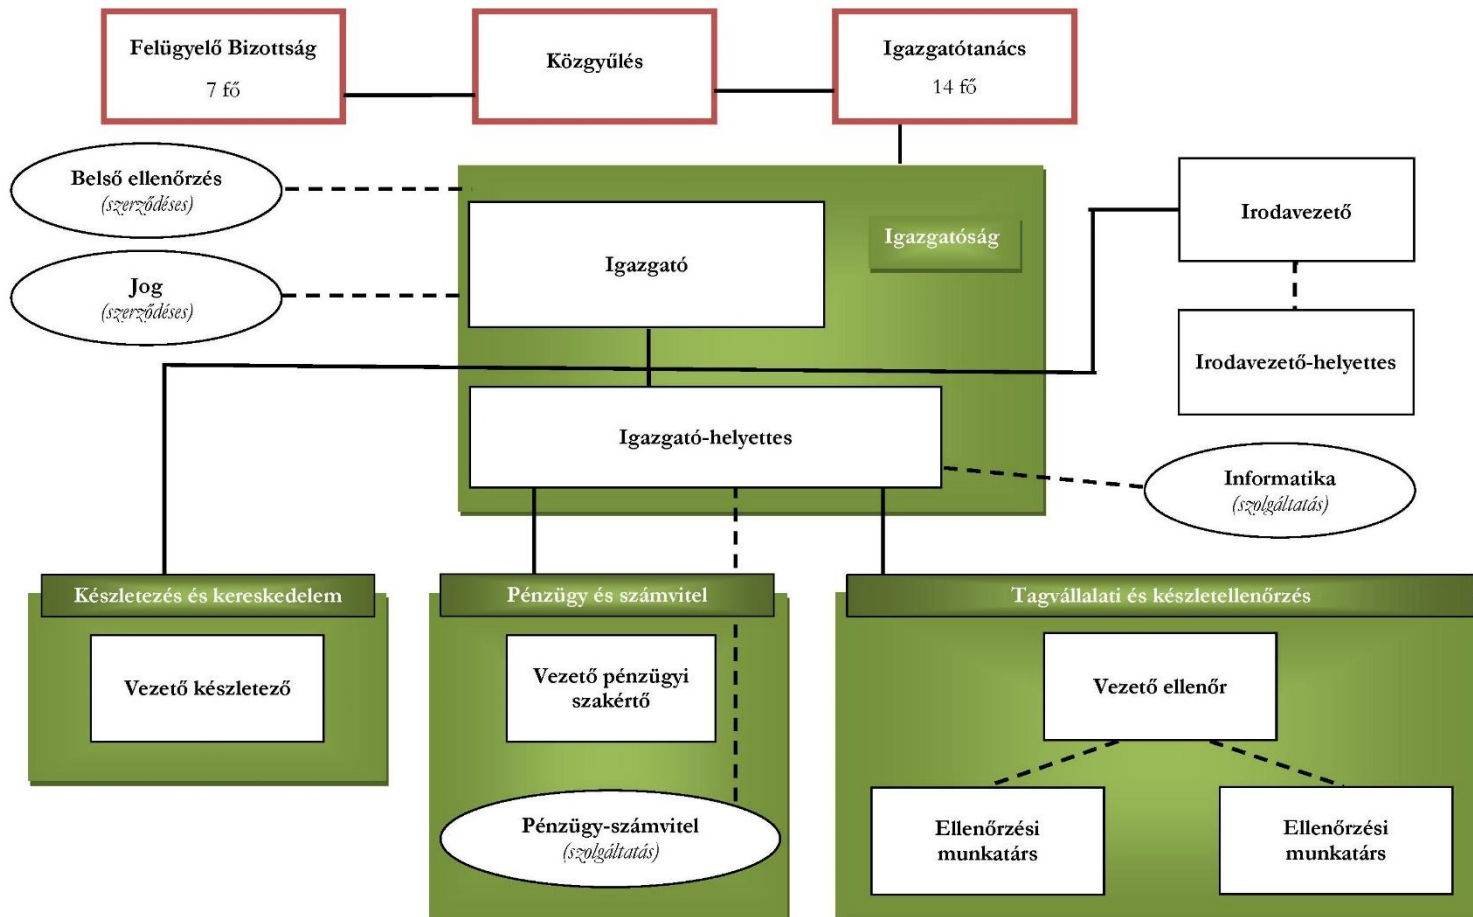 Felügyelő Bizottság
7 fő
Közgyűlés
Igazgatótanács
14 fő
Belső ellenőrzés
(szerződéses)
Jog
(szerződéses)
Igazgató
Igazgatóság
Irodavezető
Irodavezető-helyettes
Igazgató-helyettes
Informatika
(szolgáltatás)
Készletezés és kereskedelem
Vezető készletező
Pénzügy és számvitel
Vezető pénzügyi
szakértő
Pénzügy-számvitel
(szolgáltatás)
Tagvállalati és készletellenőrzés
Vezető ellenőr
Ellenőrzési
munkatárs
Ellenőrzési
munkatárs